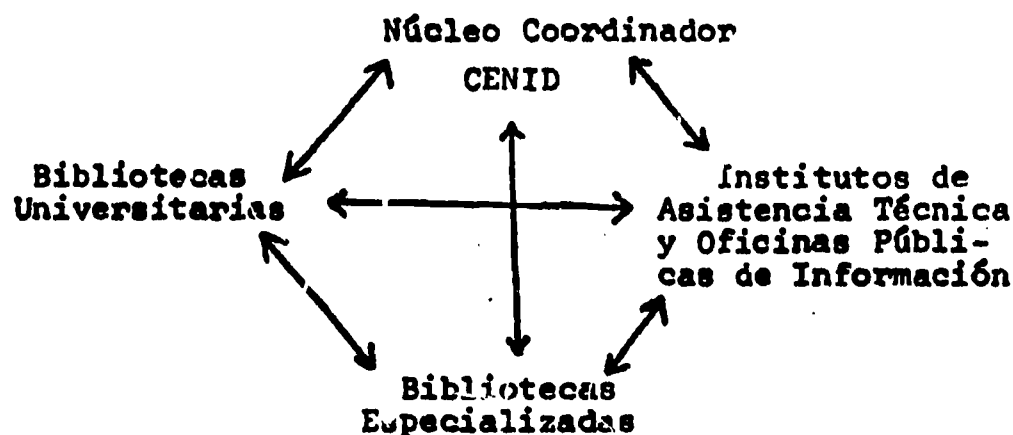 Núcleo Coordinador
CENID
Bibliotecas
Universitarias
Institutos de
Asistencia Técnica
y Oficinas Públi-
cas de Información
Bibliotecas
Especializadas